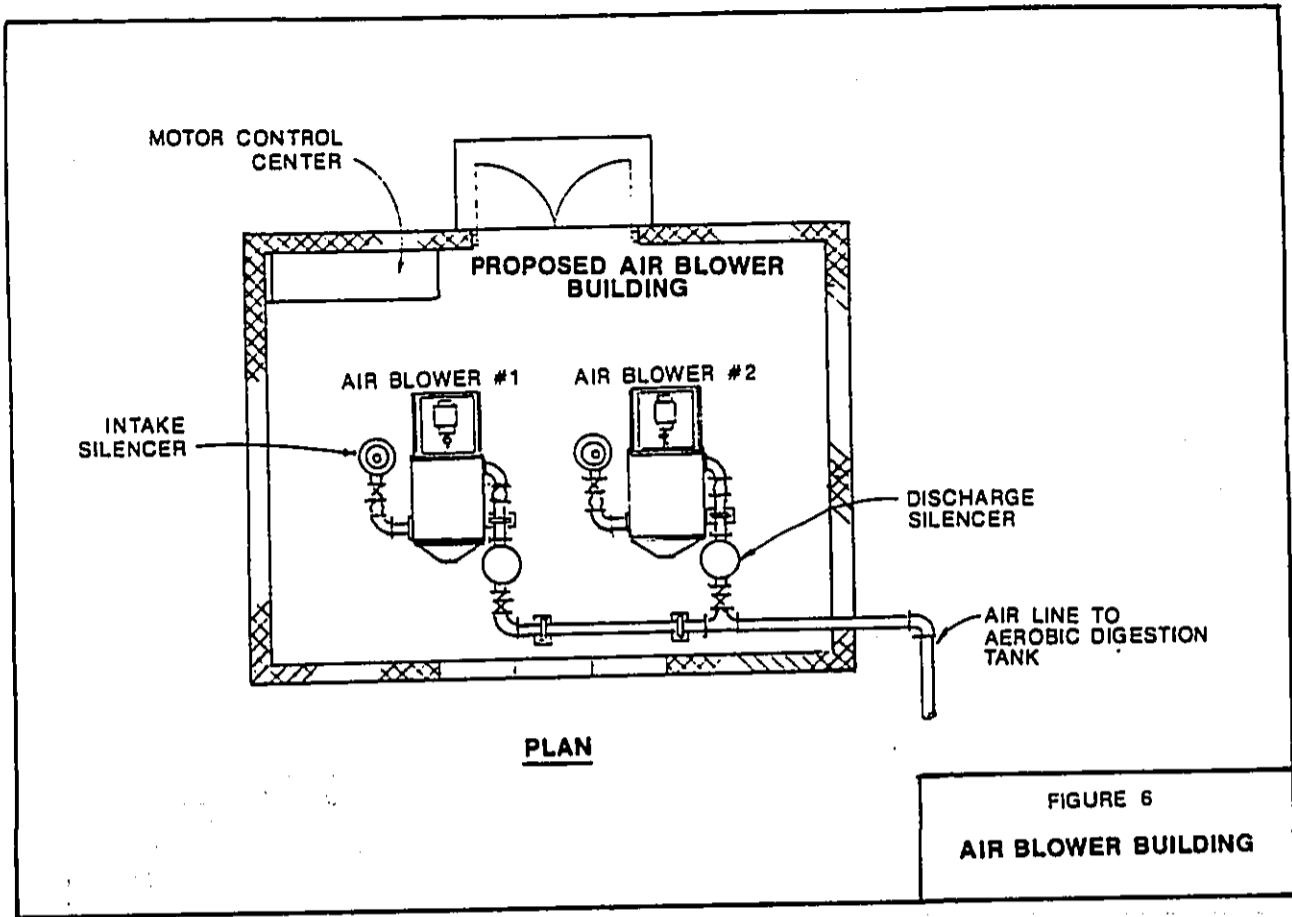 MOTOR CONTROL
CENTER
PROPOSED AIR BLOWER
BUILDING
AIR BLOWER #1
AIR BLOWER #2
INTAKE
SILENCER
DISCHARGE
SILENCER
AIR LINE TO
AEROBIC DIGESTION
TANK
PLAN
FIGURE 6
AIR BLOWER BUILDING